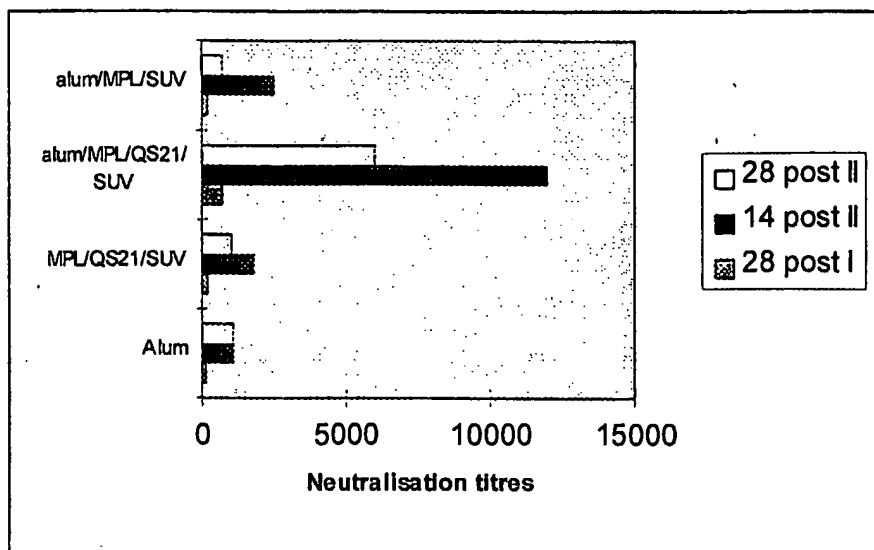 alum/MPL/SUV
alum/MPL/QS21/
SUV
MPL/QS21/SUV
Alum
0 5000 10000 15000
Neutralisation titres
28 post II
14 post II
28 post I